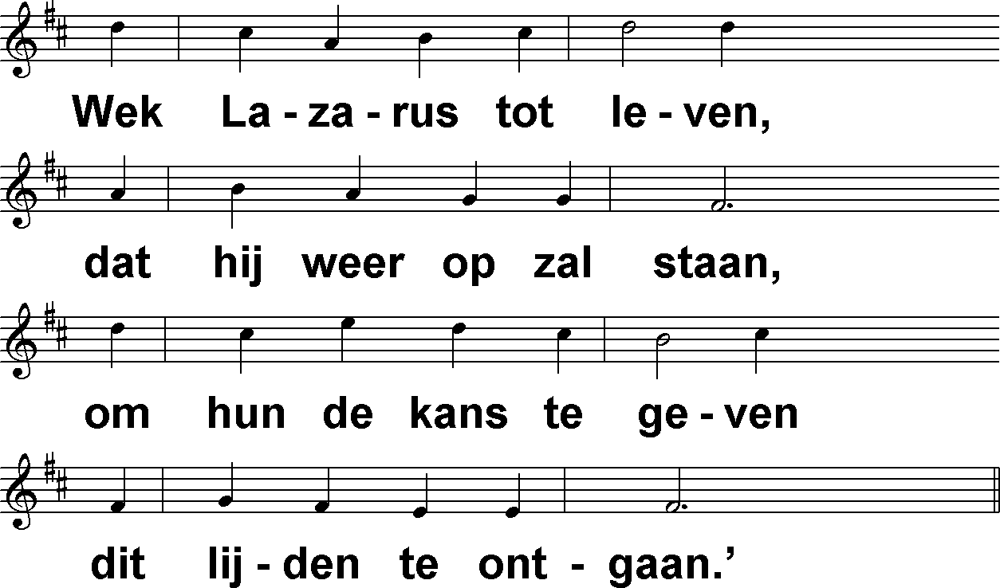 Wek La - za - rus tot le - ven,
dat hij weer op zal staan,
om hun de kans te ge - ven
dit lij - den te ont - gaan.’